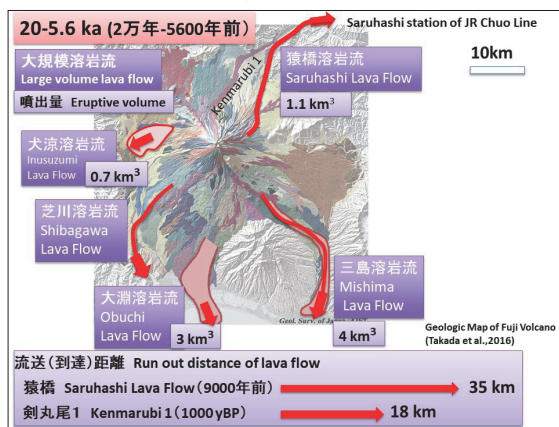 20-5.6 ka (2万年-5600年前)
Saruhashi station of JR Chuo Line
10km
大規模溶岩流
Large volume lava flow
噴出量 Eruptive volume
Kenmarubi 1
猿橋溶岩流
Saruhashi Lava Flow
1.1 km³
犬涼溶岩流
Inusuzumi
Lava Flow
0.7 km³
芝川溶岩流
Shibagawa
Lava Flow
大淵溶岩流
Obuchi
Lava Flow
3 km³
三島溶岩流
Mishima
Lava Flow
4 km³
Geol. Surv. of Japan, AIST
Geologic Map of Fuji Volcano
(Takada et al.,2016)
流送(到達)距離 Run out distance of lava flow
猿橋 Saruhashi Lava Flow(9000年前)
35 km
剣丸尾1 Kenmarubi 1(1000 yBP)
18 km